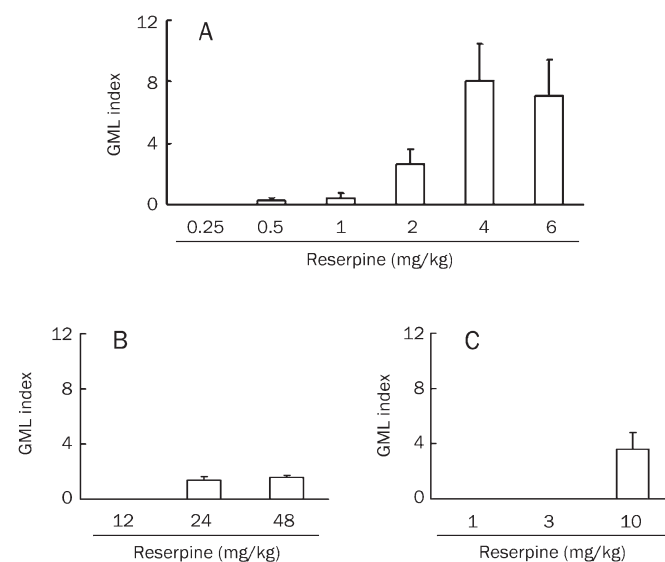 A
GML index
12
8
4
0
0.25 0.5 1 2 4 6
Reserpine (mg/kg)
B
GML index
12
8
4
0
12 24 48
Reserpine (mg/kg)
C
GML index
12
8
4
0
1 3 10
Reserpine (mg/kg)